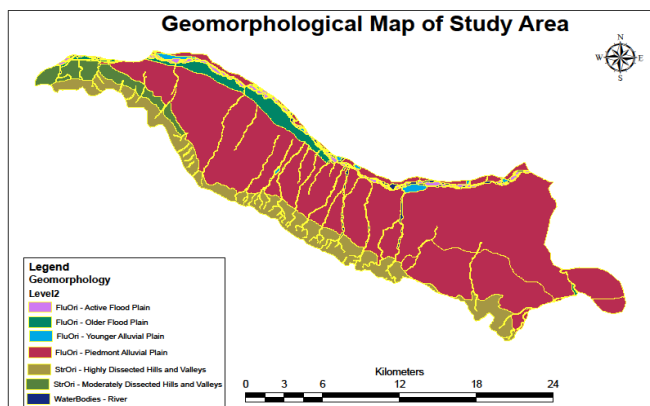 Geomorphological Map of Study Area
N
W E
S
Legend
Geomorphology
Level2
FluOri - Active Flood Plain
FluOri - Older Flood Plain
FluOri - Younger Alluvial Plain
FluOri - Piedmont Alluvial Plain
StrOri - Highly Dissected Hills and Valleys
StrOri - Moderately Dissected Hills and Valleys
WaterBodies - River
Kilometers
0 3 6 12 18 24